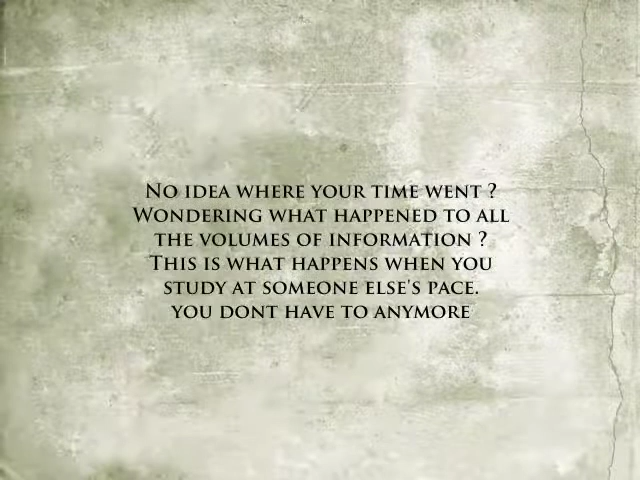 No idea where your time went ?
Wondering what happened to all
the volumes of information ?
This is what happens when you
study at someone else's pace.
you dont have to anymore